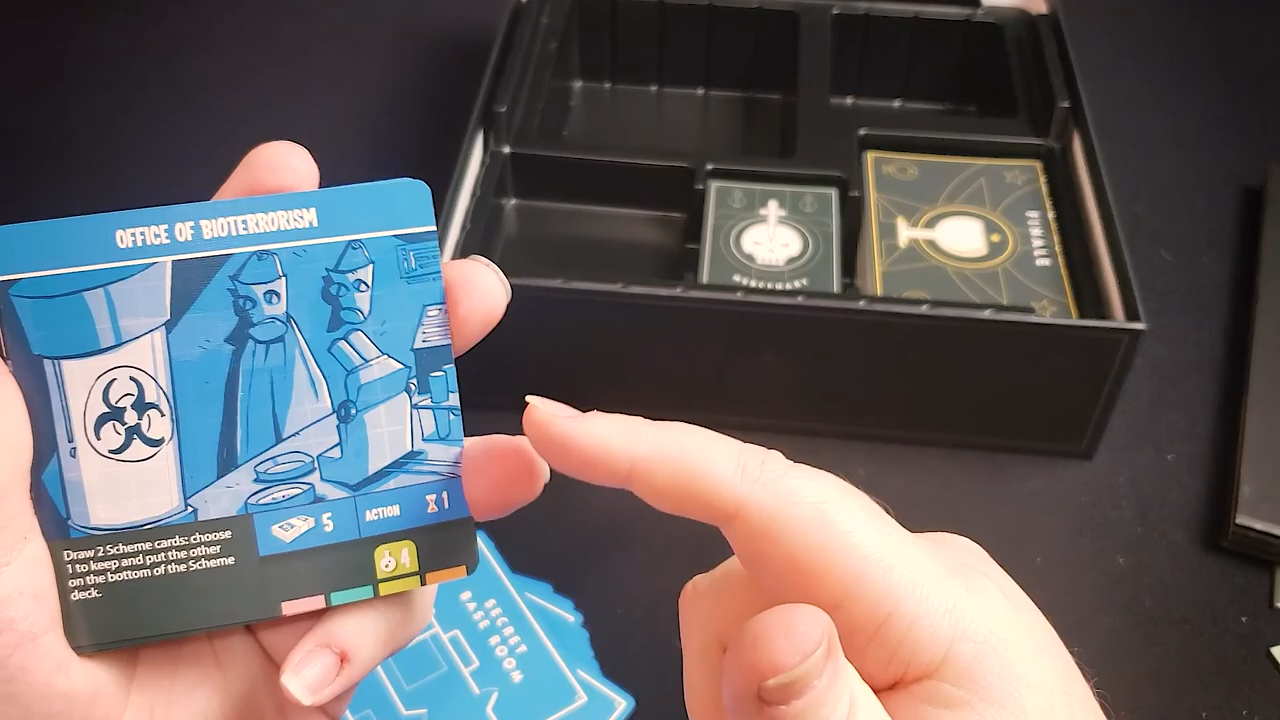 OFFICE OF BIOTERRORISM
5
ACTION
1
Draw 2 Scheme cards: choose
1 to keep and put the other
on the bottom of the Scheme
deck.
4
SECRET
BASE ROOM
MERCENARY
FINALE